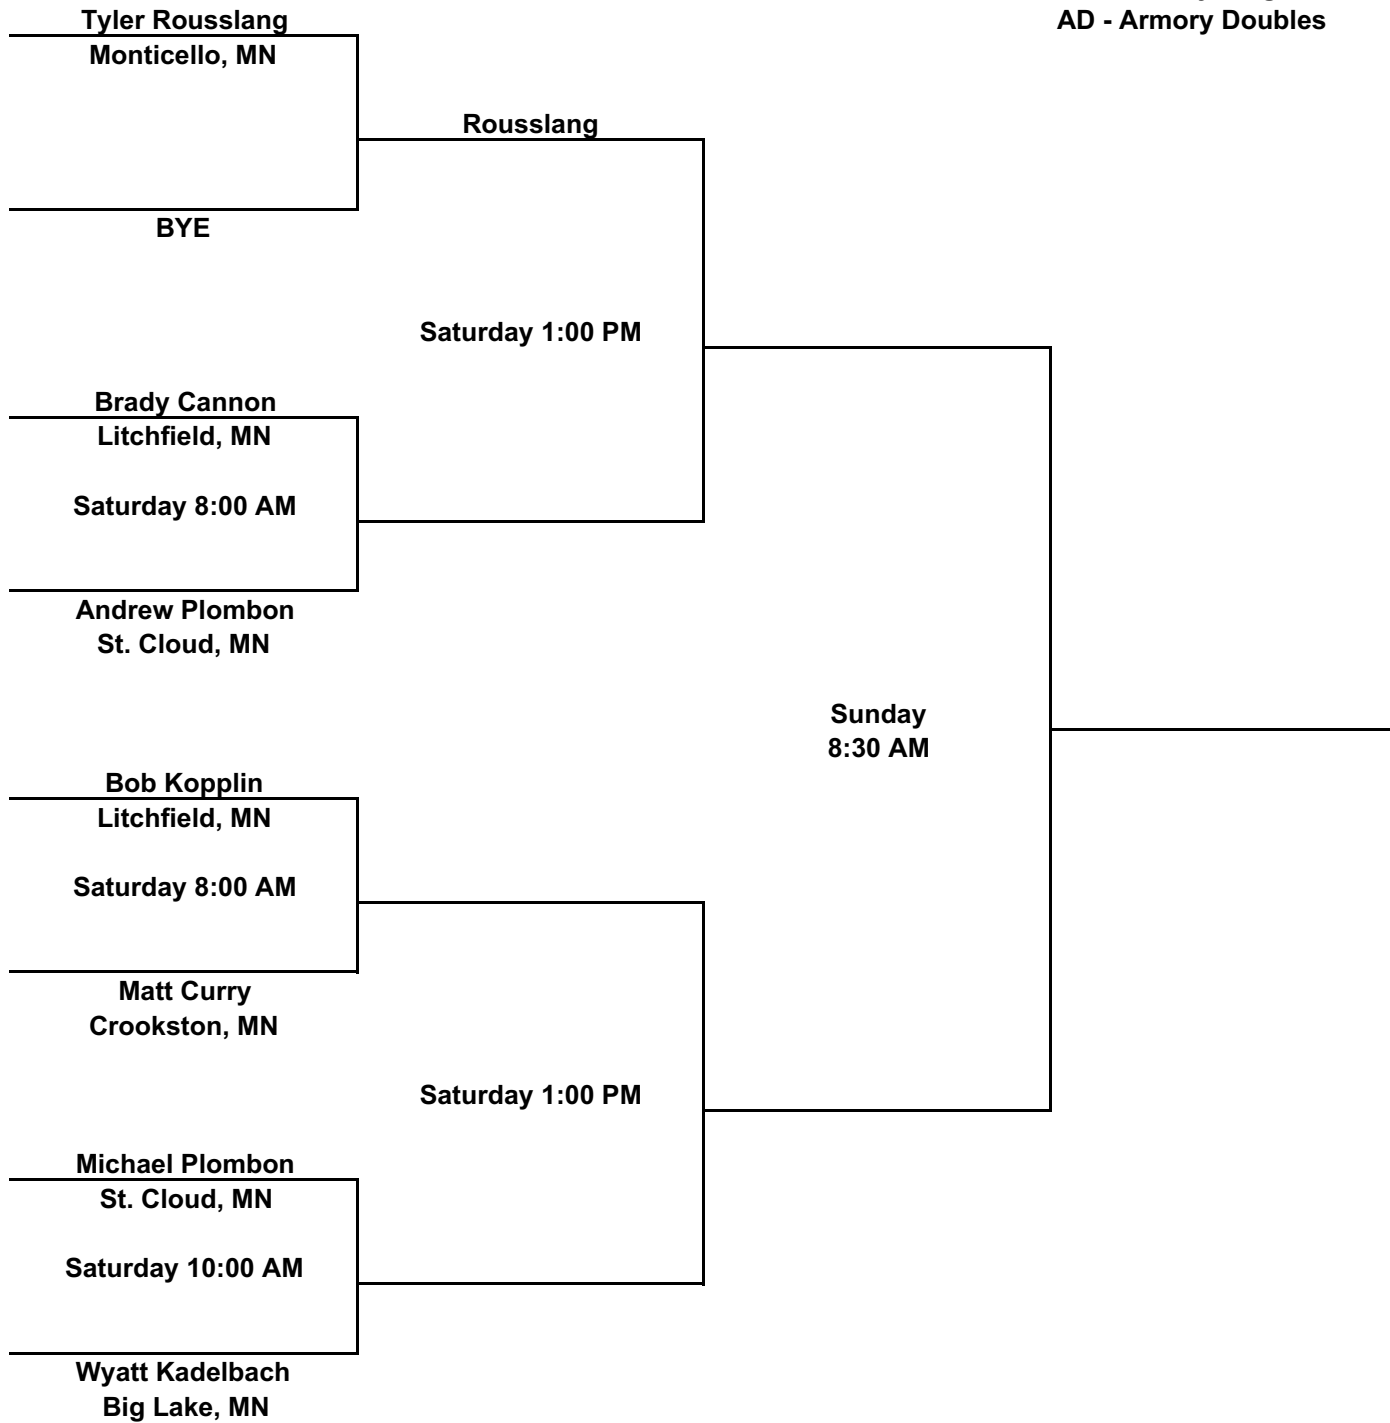 Tyler Rousslang
AD - Armory Doubles
Monticello, MN
Rousslang
BYE
Saturday 1:00 PM
Brady Cannon
Litchfield, MN
Saturday 8:00 AM
Andrew Plombon
St. Cloud, MN
Sunday
8:30 AM
Bob Kopplin
Litchfield, MN
Saturday 8:00 AM
Matt Curry
Crookston, MN
Saturday 1:00 PM
Michael Plombon
St. Cloud, MN
Saturday 10:00 AM
Wyatt Kadelbach
Big Lake, MN